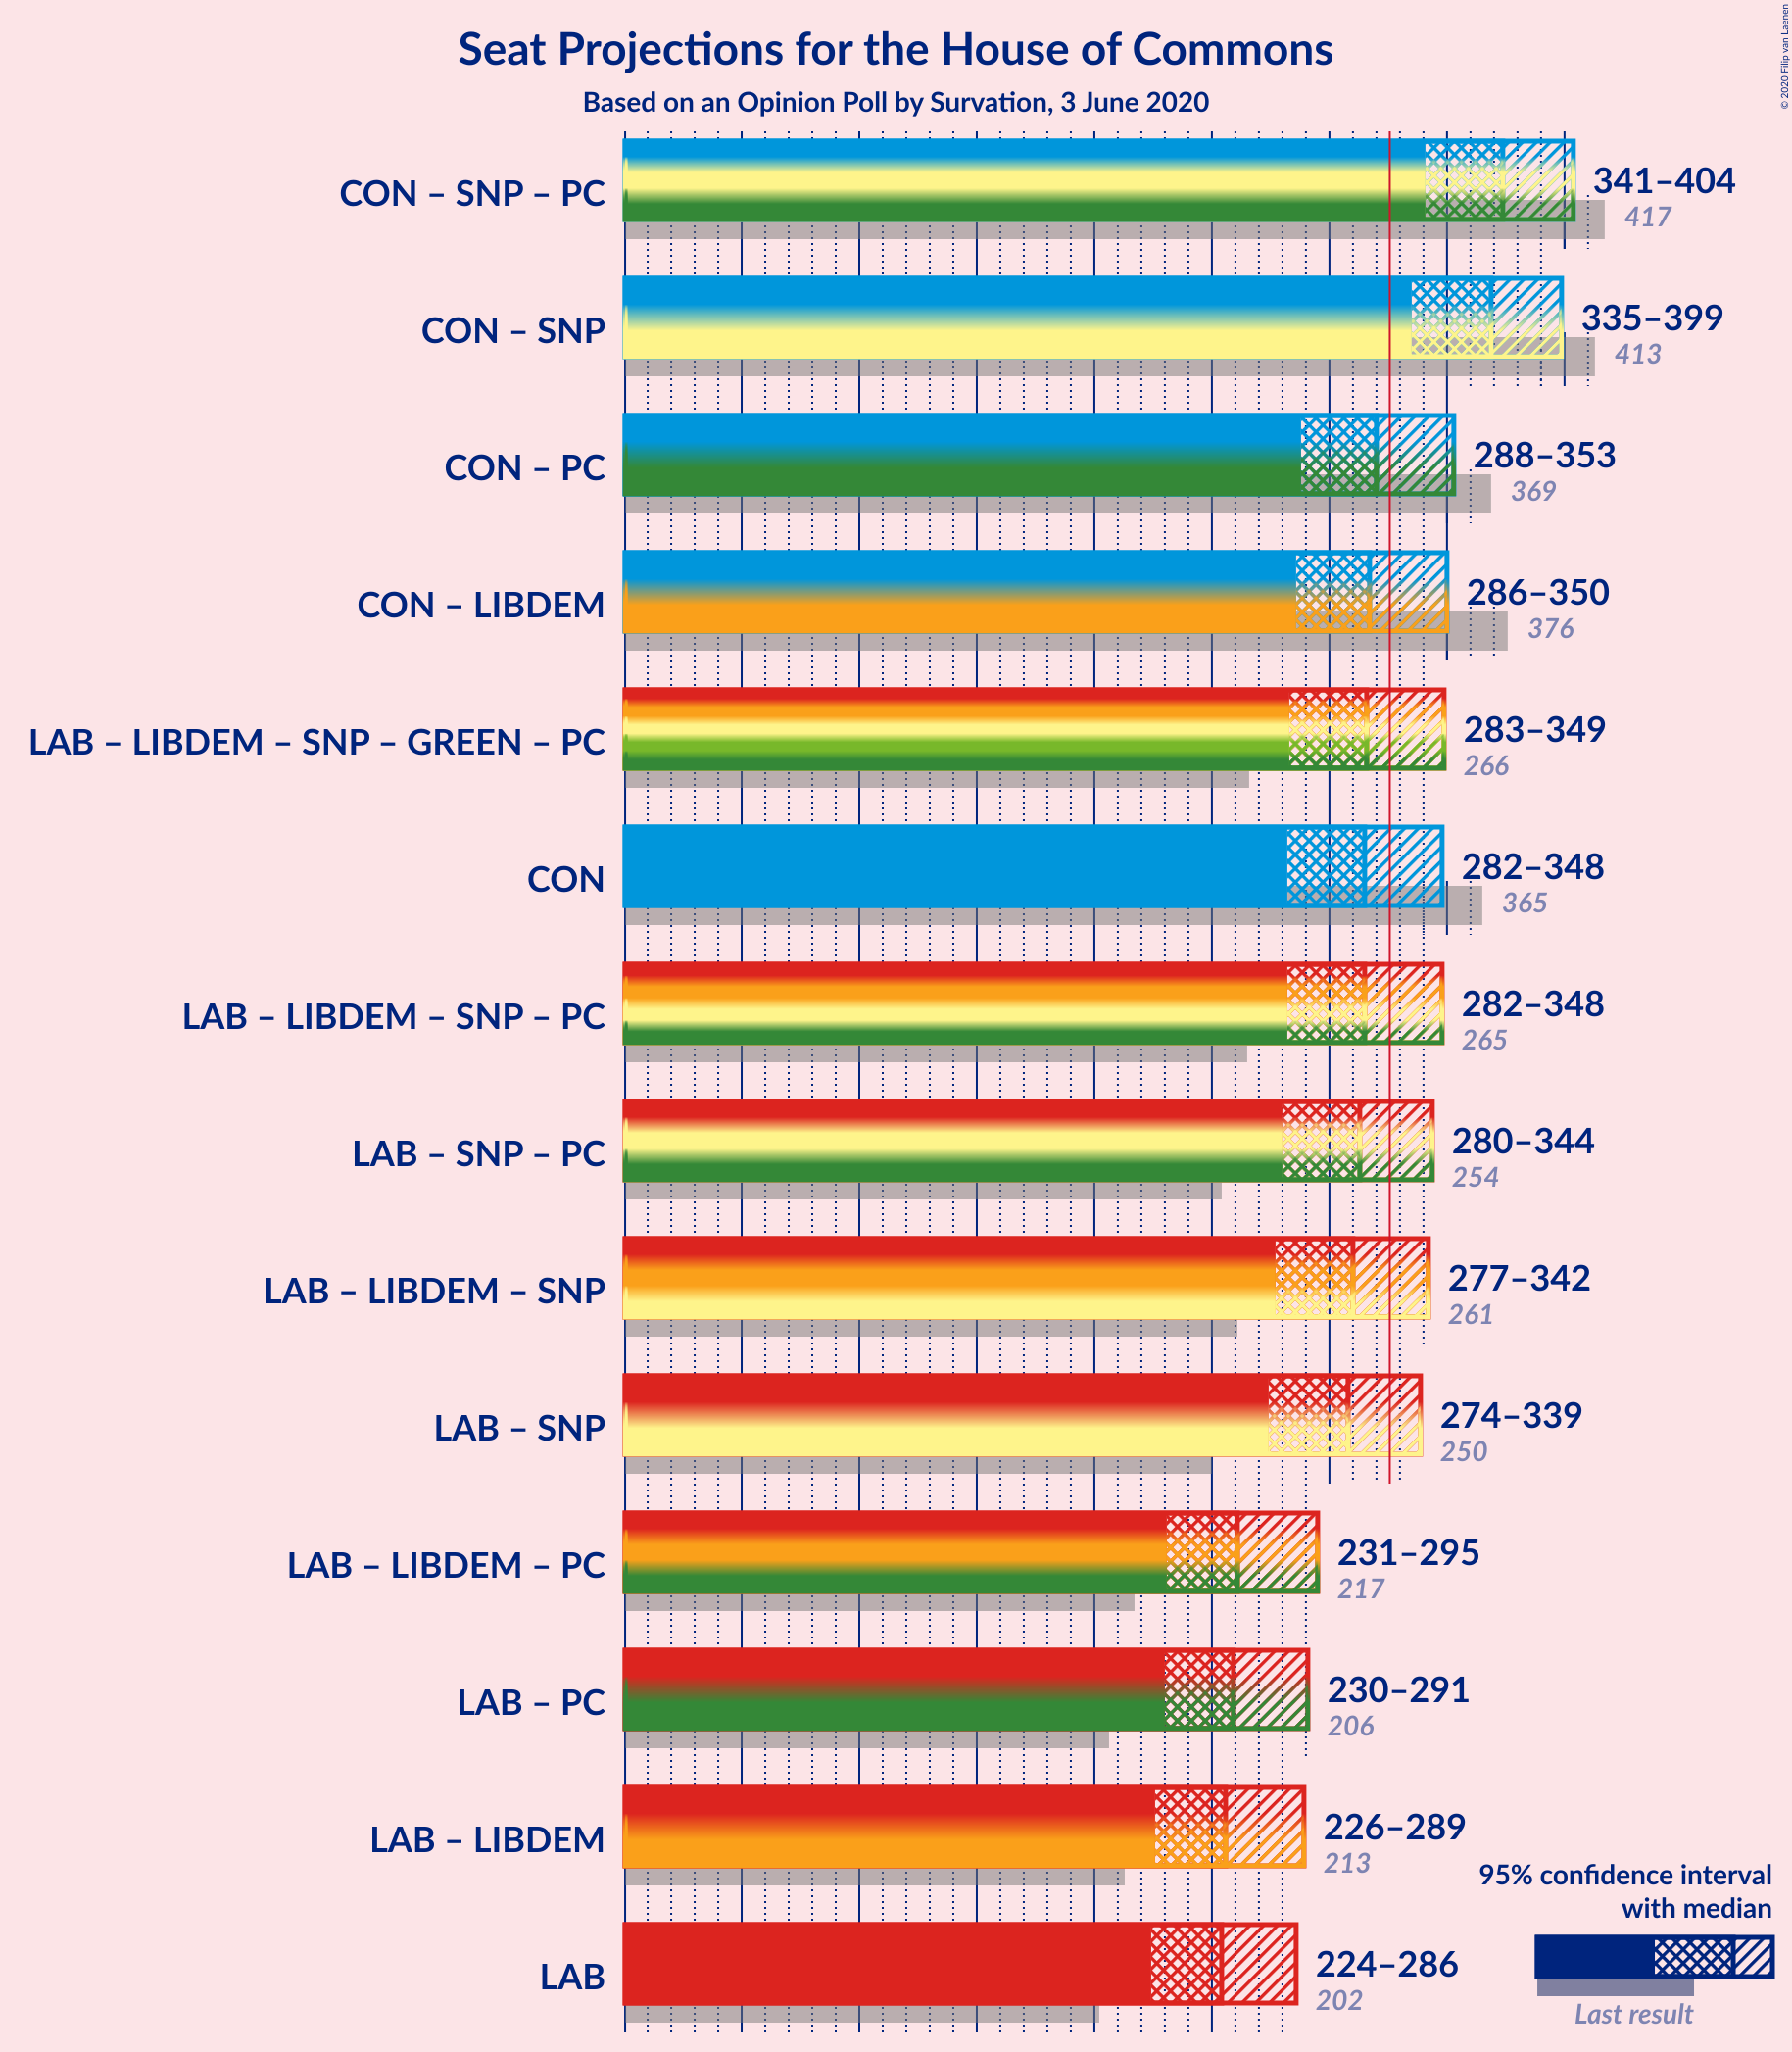 Seat Projections for the House of Commons
Based on an Opinion Poll by Survation, 3 June 2020
© 2020 Filip van Laenen
CON – SNP – PC
341–404
417
CON – SNP
335–399
413
CON – PC
288–353
369
CON – LIBDEM
286–350
376
LAB – LIBDEM – SNP – GREEN – PC
283–349
266
CON
282–348
365
LAB – LIBDEM – SNP – PC
282–348
265
LAB – SNP – PC
280–344
254
LAB – LIBDEM – SNP
277–342
261
LAB – SNP
274–339
250
LAB – LIBDEM – PC
231–295
217
LAB – PC
230–291
206
LAB – LIBDEM
226–289
213
LAB
224–286
202
95% confidence interval
with median
Last result